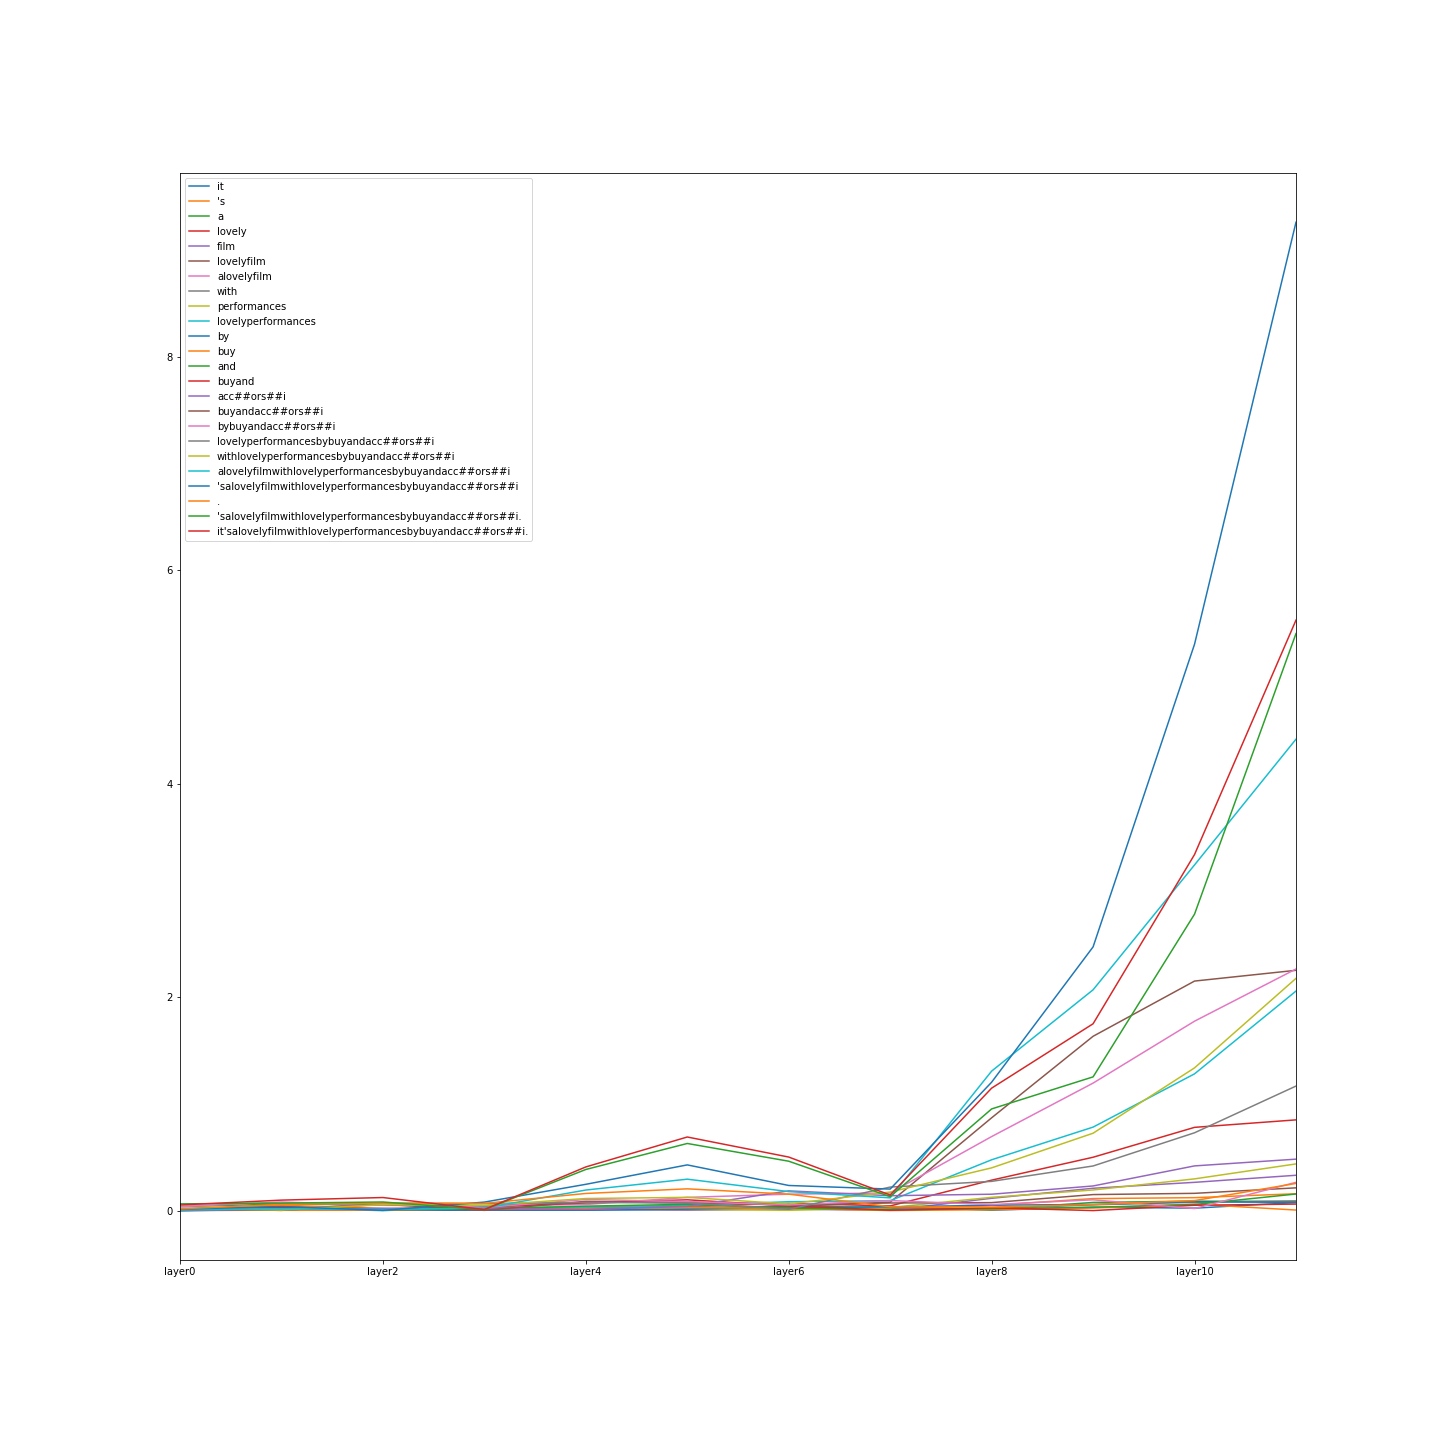 it
's
a
lovely
film
lovelyfilm
alovelyfilm
with
performances
lovelyperformances
by
buy
and
buyand
acc##ors##i
buyandacc##ors##i
bybuyandacc##ors##i
lovelyperformancesbybuyandacc##ors##i
withlovelyperformancesbybuyandacc##ors##i
alovelyfilmwithlovelyperformancesbybuyandacc##ors##i
'salovelyfilmwithlovelyperformancesbybuyandacc##ors##i
.
'salovelyfilmwithlovelyperformancesbybuyandacc##ors##i.
it'salovelyfilmwithlovelyperformancesbybuyandacc##ors##i.
8
6
4
2
0
layer0 layer2 layer4 layer6 layer8 layer10